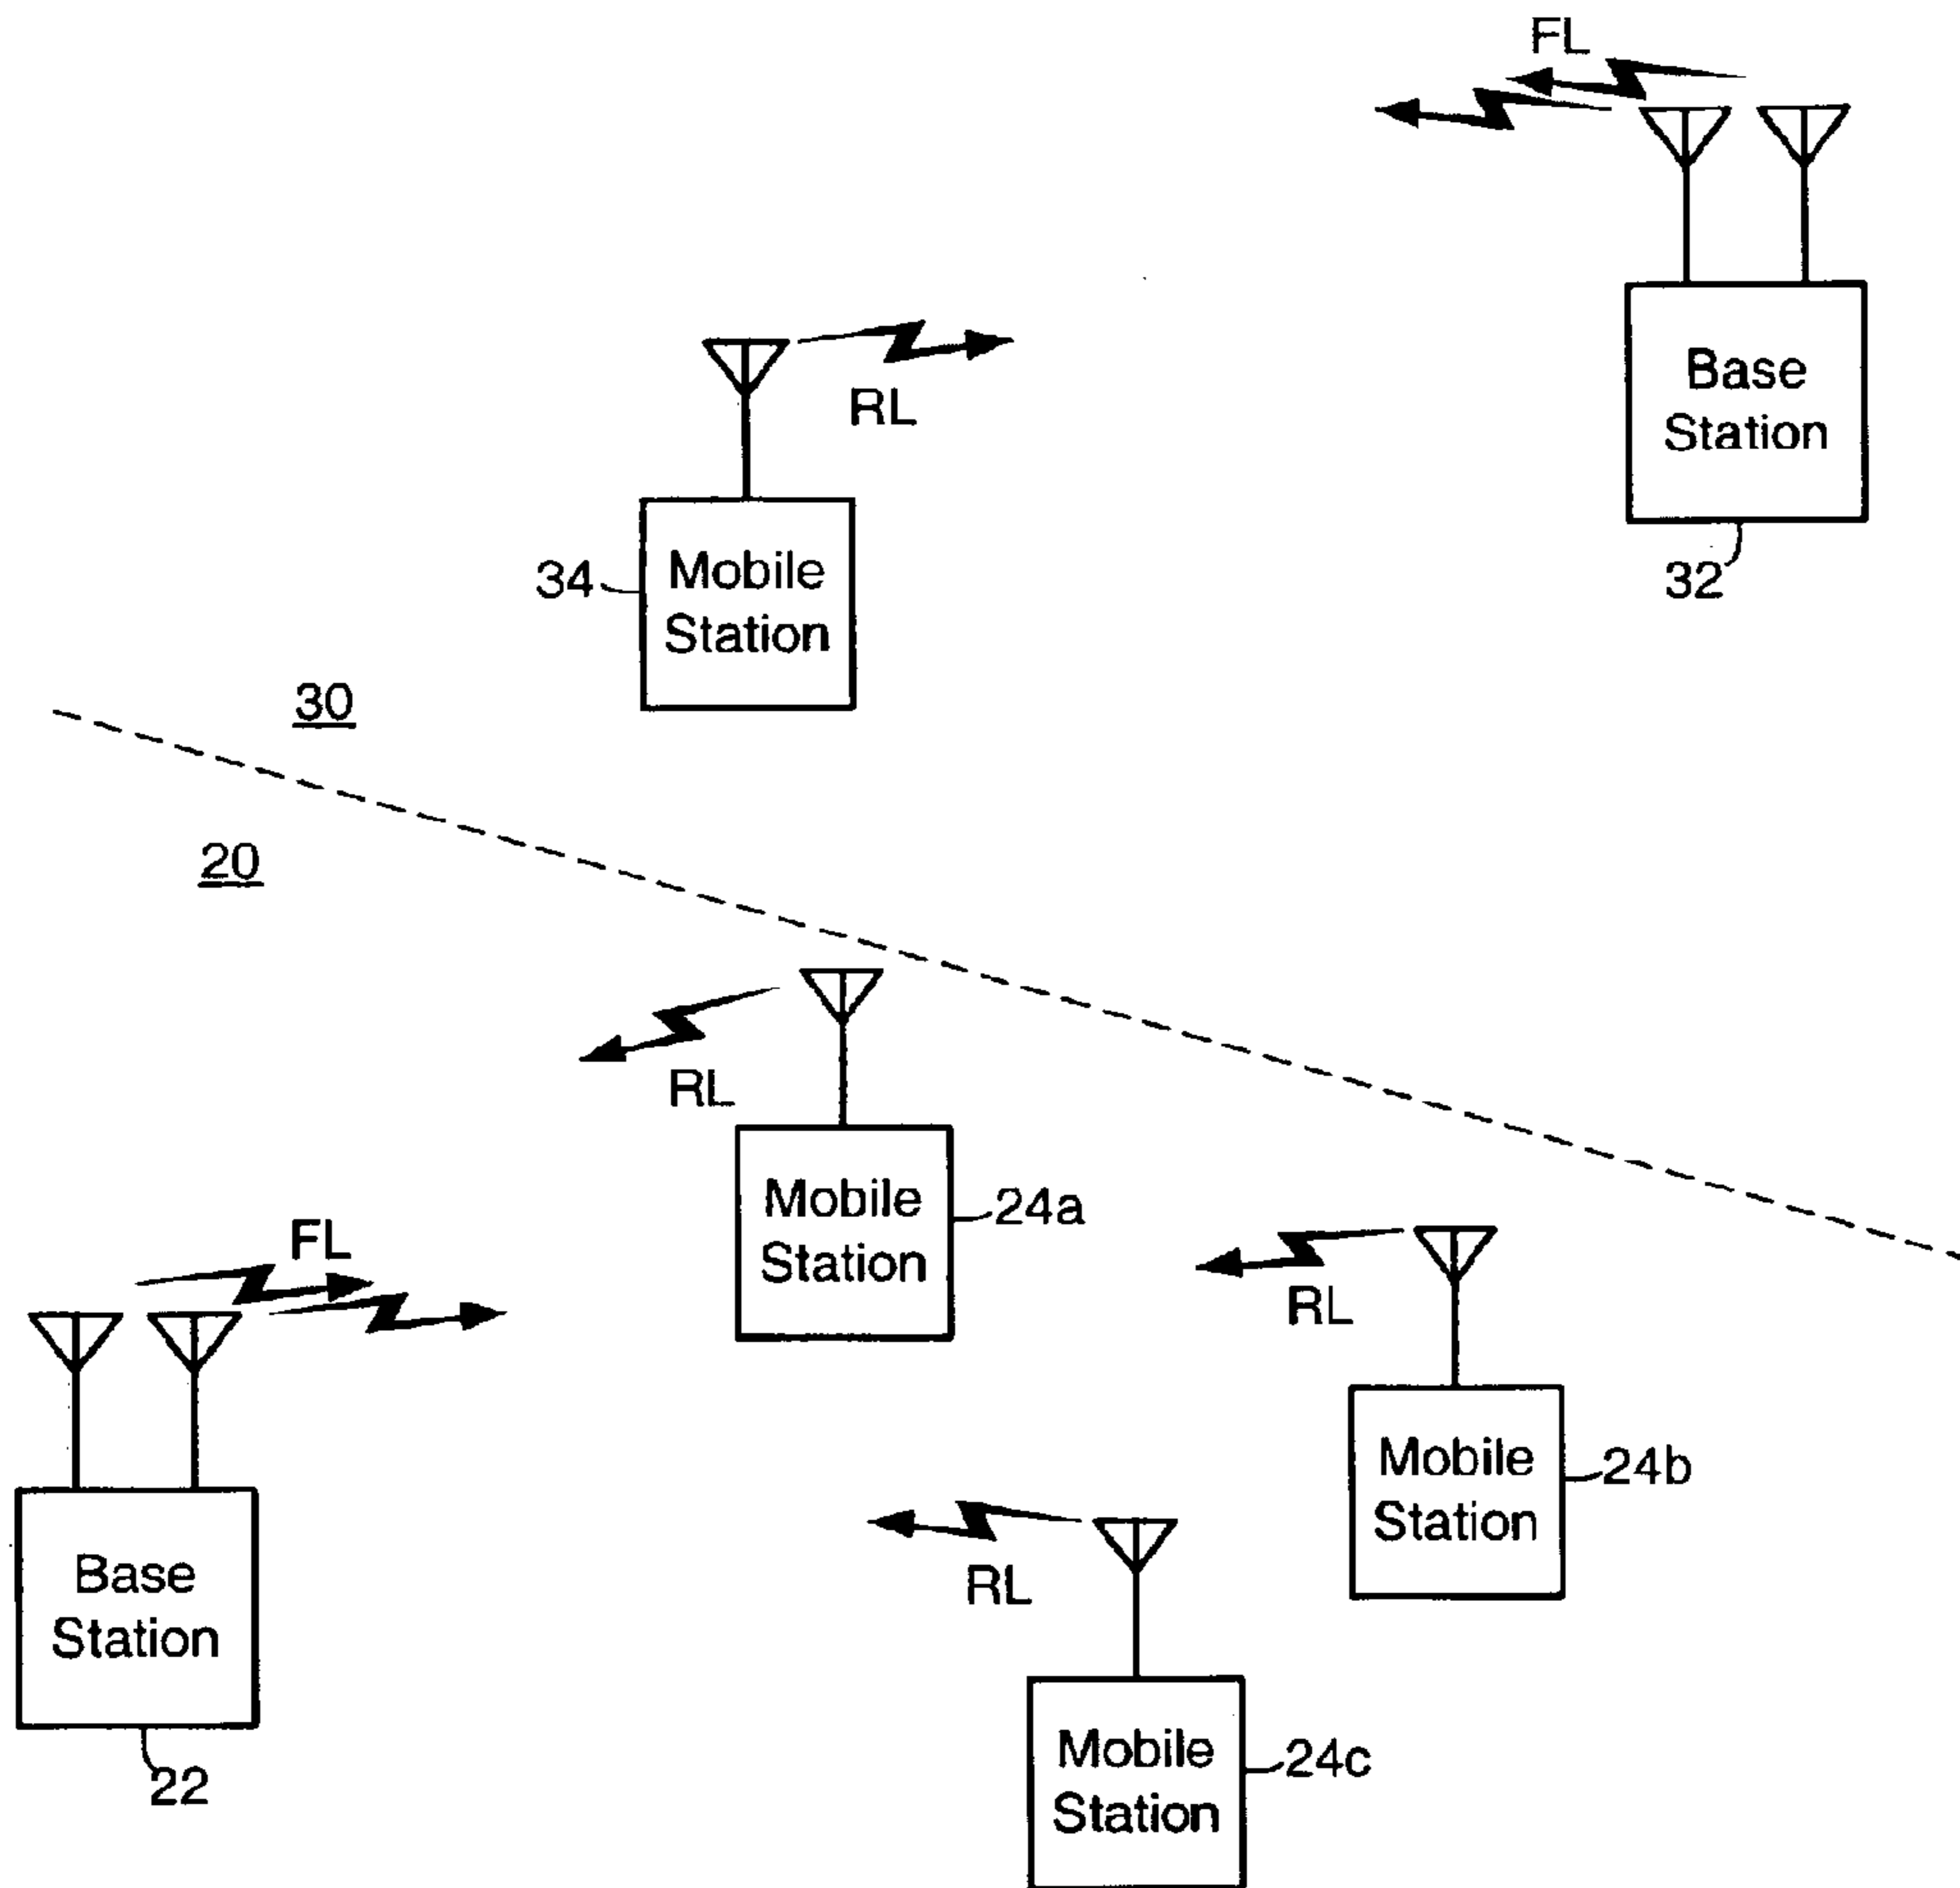 FL
RL
Base
Station
32
34
Mobile
Station
30
20
RL
Mobile
Station
24a
FL
RL
Mobile
Station
24b
RL
Base
Station
22
Mobile
Station
24c